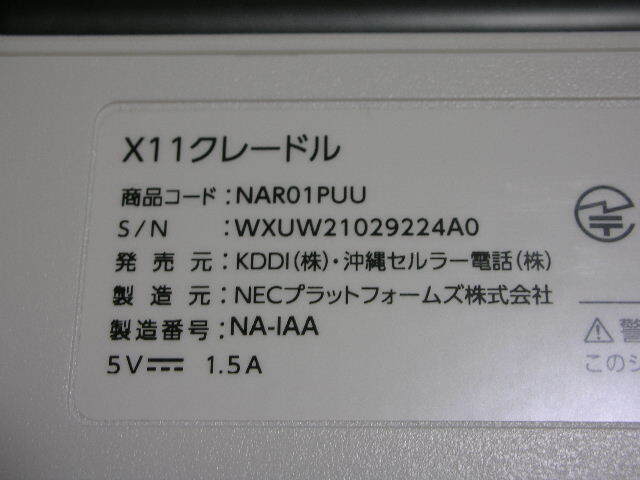 X11クレードル
商品コード：NAR01PUU
S/N：WXUW21029224A0
発売元：KDDI(株)・沖縄セルラー電話(株)
製造元：NECプラットフォームズ株式会社
製造番号：NA-IAA
5V⎓ 1.5A
⚠警
このシ